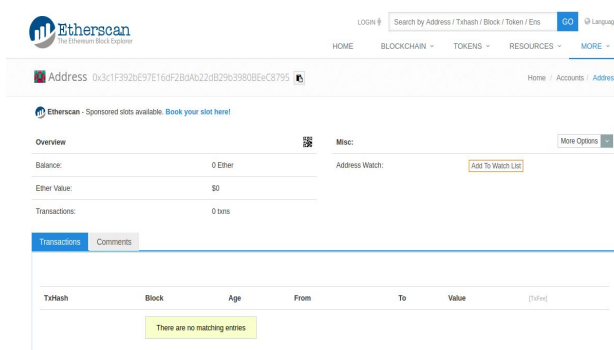 LOGIN Search by Address / Txhash / Block / Token / Ens GO Languag
Etherscan
The Ethereum Block Explorer
HOME BLOCKCHAIN TOKENS RESOURCES MORE
Address 0x3c1F392bE97E16dF2BdAb22dB29b3980BEeC8795 Home / Accounts / Addres
Etherscan - Sponsored slots available. Book your slot here!
Overview Misc: More Options
Balance: 0 Ether Address Watch: Add To Watch List
Ether Value: $0
Transactions: 0 txns
Transactions Comments
TxHash Block Age From To Value [TxFee]
There are no matching entries